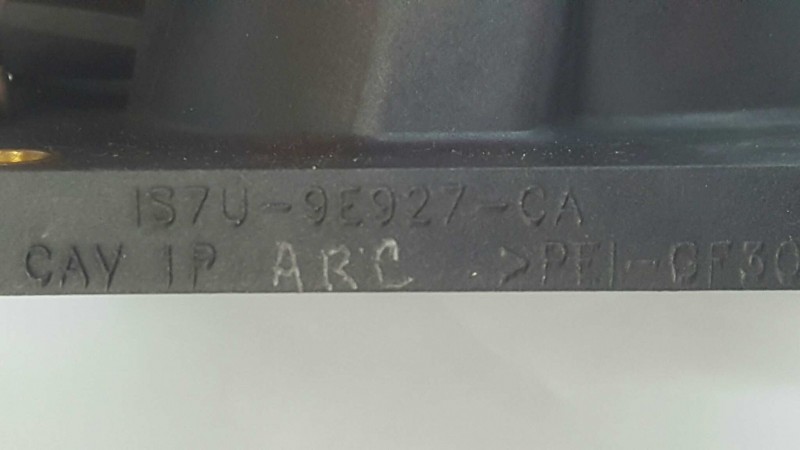 1S7U-9E927-CA
CAV 1P ARC >PEI-GF30